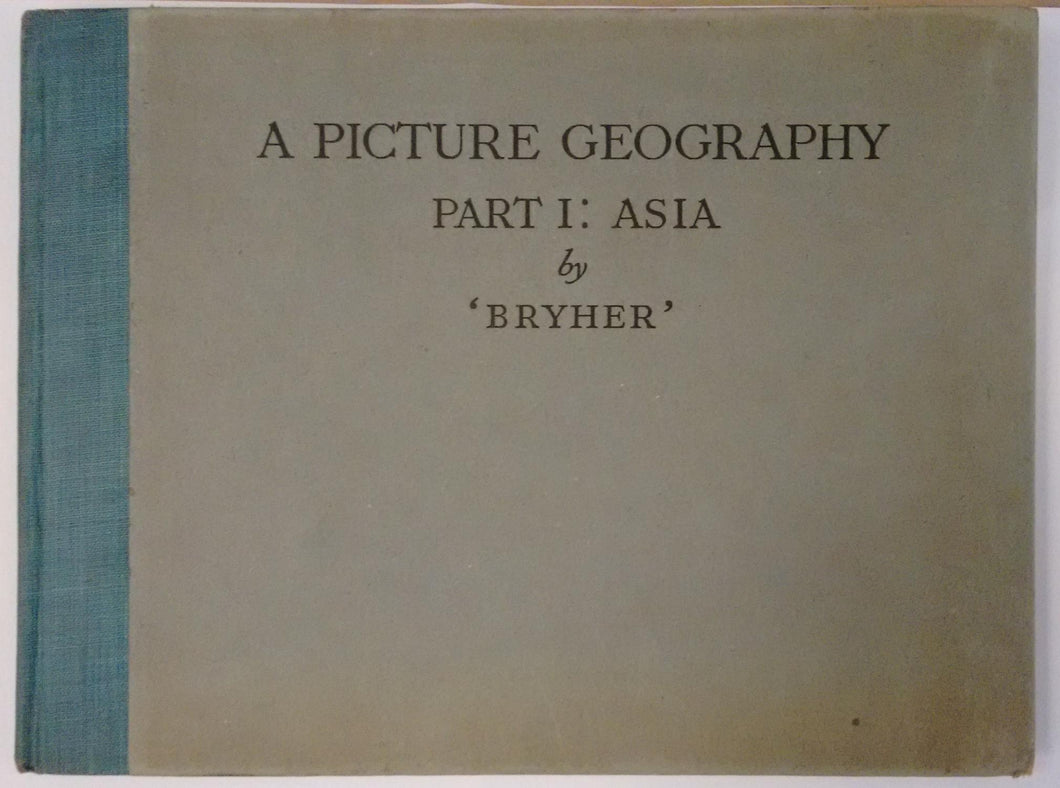 A PICTURE GEOGRAPHY
PART I: ASIA
by
‘BRYHER’